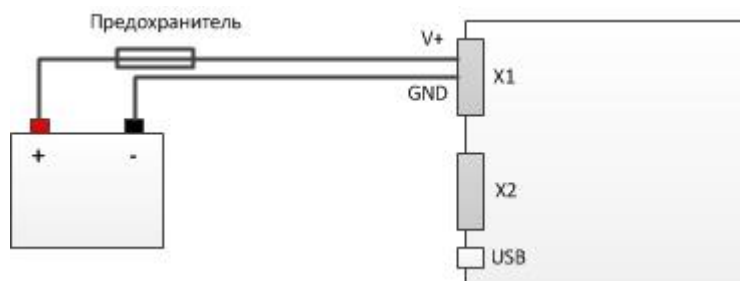 Предохранитель
V+
X1
GND
+ -
X2
USB